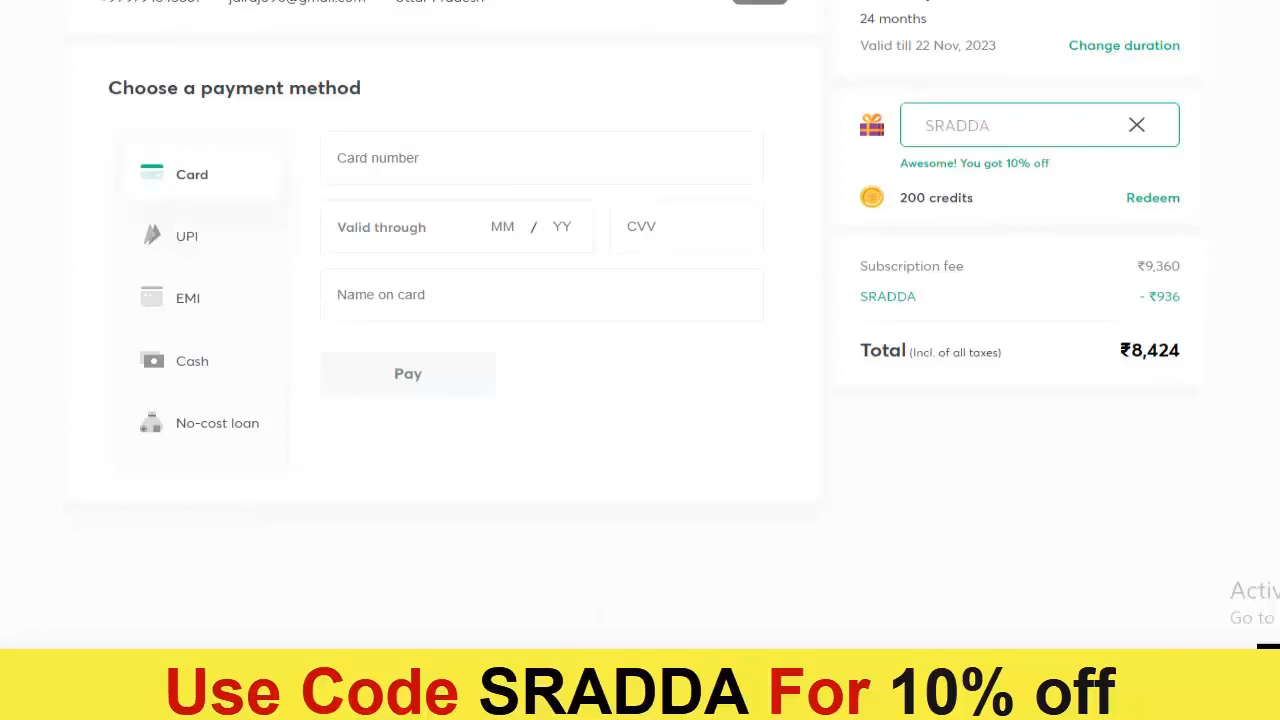 24 months
Valid till 22 Nov, 2023
Change duration
Choose a payment method
Card
UPI
EMI
Cash
No-cost loan
Card number
Valid through MM / YY
CVV
Name on card
Pay
SRADDA
Awesome! You got 10% off
200 credits
Redeem
Subscription fee ₹9,360
SRADDA - ₹936
Total (Incl. of all taxes) ₹8,424
Go to
Use Code SRADDA For 10% off